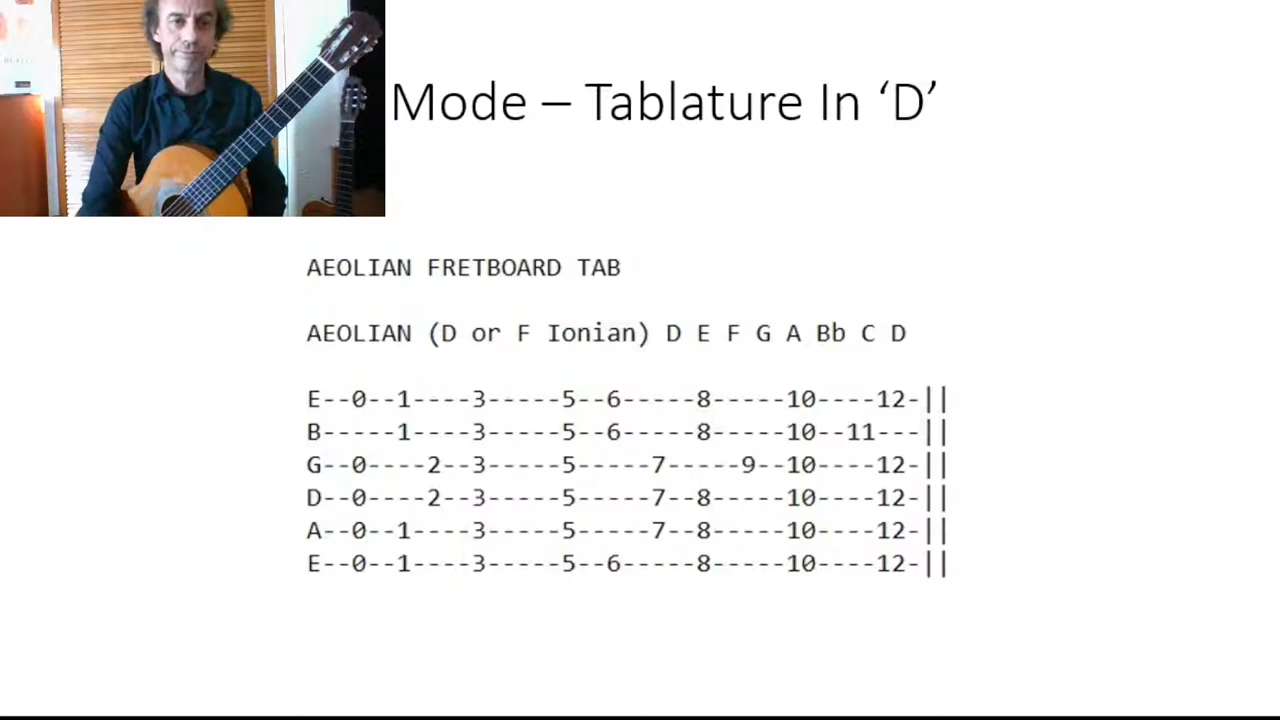 Mode – Tablature In ‘D’
AEOLIAN FRETBOARD TAB
AEOLIAN (D or F Ionian) D E F G A Bb C D
E--0--1----3-----5--6-----8-----10----12-||
B-----1----3-----5--6-----8-----10--11---||
G--0----2--3-----5-----7-----9--10----12-||
D--0----2--3-----5-----7--8-----10----12-||
A--0--1----3-----5-----7--8-----10----12-||
E--0--1----3-----5--6-----8-----10----12-||